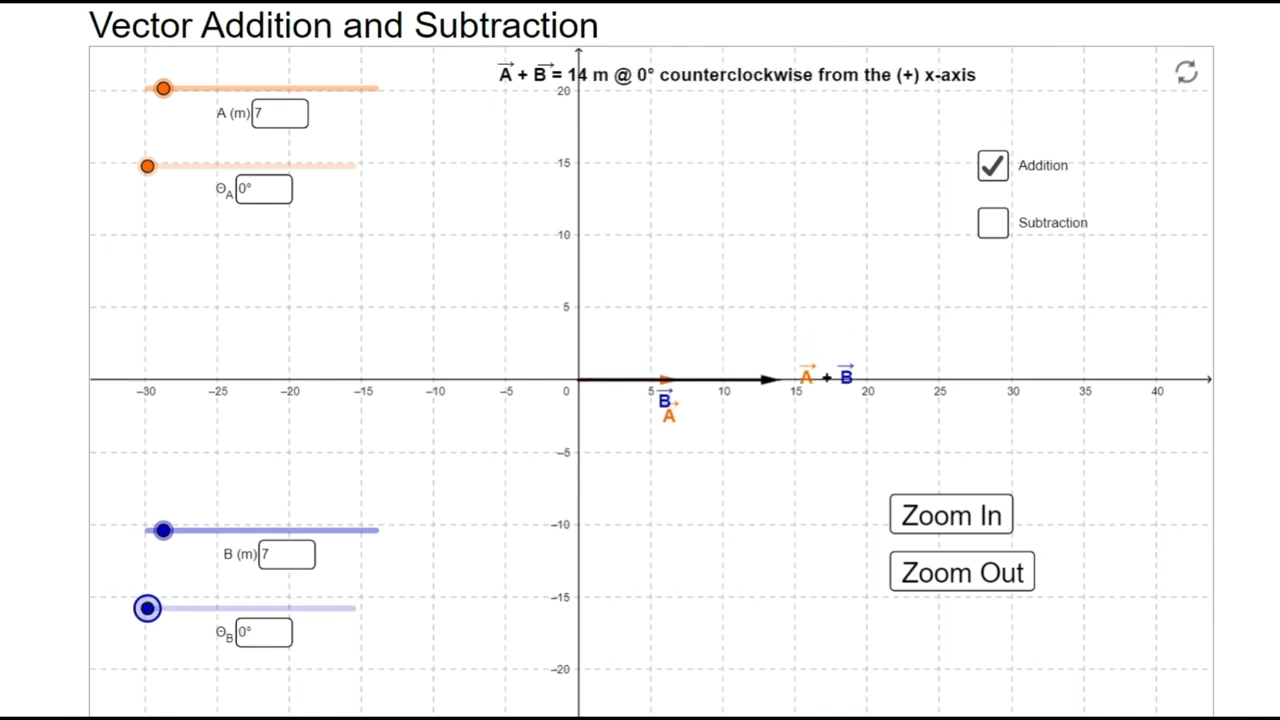 Vector Addition and Subtraction
A + B = 14 m @ 0° counterclockwise from the (+) x-axis
A (m) 7
ΘA 0°
Addition
Subtraction
20
15
10
5
–30 –25 –20 –15 –10 –5 0 5 10 15 20 25 30 35 40
A + B
B
A
–5
–10
–15
–20
Zoom In
Zoom Out
B (m) 7
ΘB 0°